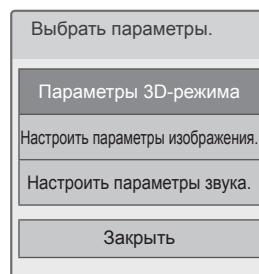 Выбрать параметры.
Параметры 3D-режима
Настроить параметры изображения.
Настроить параметры звука.
Закрыть